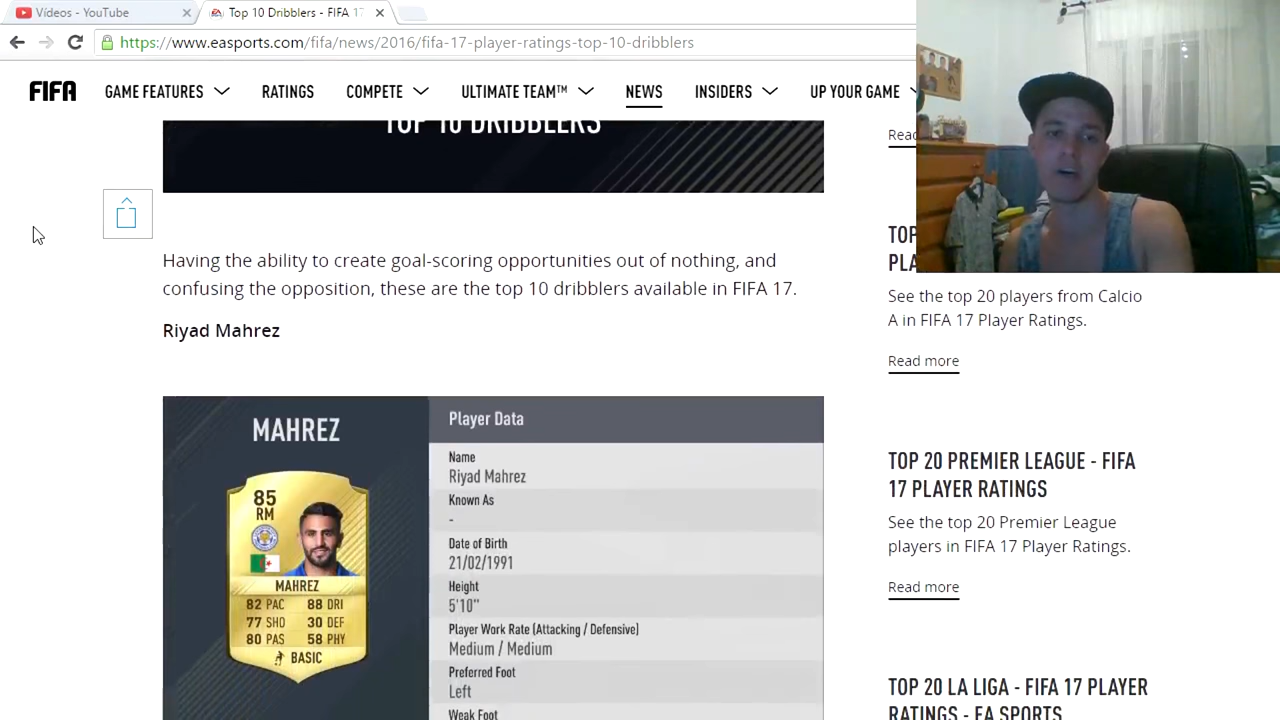 Vídeos - YouTube
Top 10 Dribblers - FIFA 17
https://www.easports.com/fifa/news/2016/fifa-17-player-ratings-top-10-dribblers
FIFA GAME FEATURES RATINGS COMPETE ULTIMATE TEAM™ NEWS INSIDERS UP YOUR GAME
TOP 10 DRIBBLERS
Having the ability to create goal-scoring opportunities out of nothing, and
confusing the opposition, these are the top 10 dribblers available in FIFA 17.
Riyad Mahrez
MAHREZ
85
RM
MAHREZ
82 PAC 88 DRI
77 SHO 30 DEF
80 PAS 58 PHY
BASIC
Player Data
Name
Riyad Mahrez
Known As
-
Date of Birth
21/02/1991
Height
5'10"
Player Work Rate (Attacking / Defensive)
Medium / Medium
Preferred Foot
Left
Weak Foot
Read
TOP
PLA
See the top 20 players from Calcio
A in FIFA 17 Player Ratings.
Read more
TOP 20 PREMIER LEAGUE - FIFA
17 PLAYER RATINGS
See the top 20 Premier League
players in FIFA 17 Player Ratings.
Read more
TOP 20 LA LIGA - FIFA 17 PLAYER
RATINGS - EA SPORTS